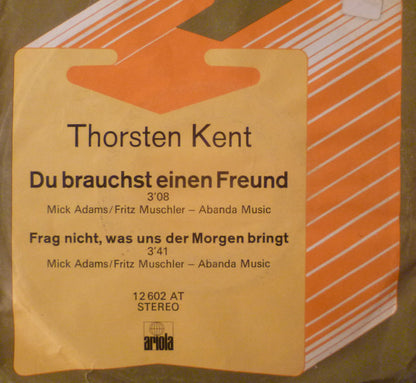 Thorsten Kent
Du brauchst einen Freund
3'08
Mick Adams/Fritz Muschler – Abanda Music
Frag nicht, was uns der Morgen bringt
3'41
Mick Adams/Fritz Muschler – Abanda Music
12 602 AT
STEREO
ariola